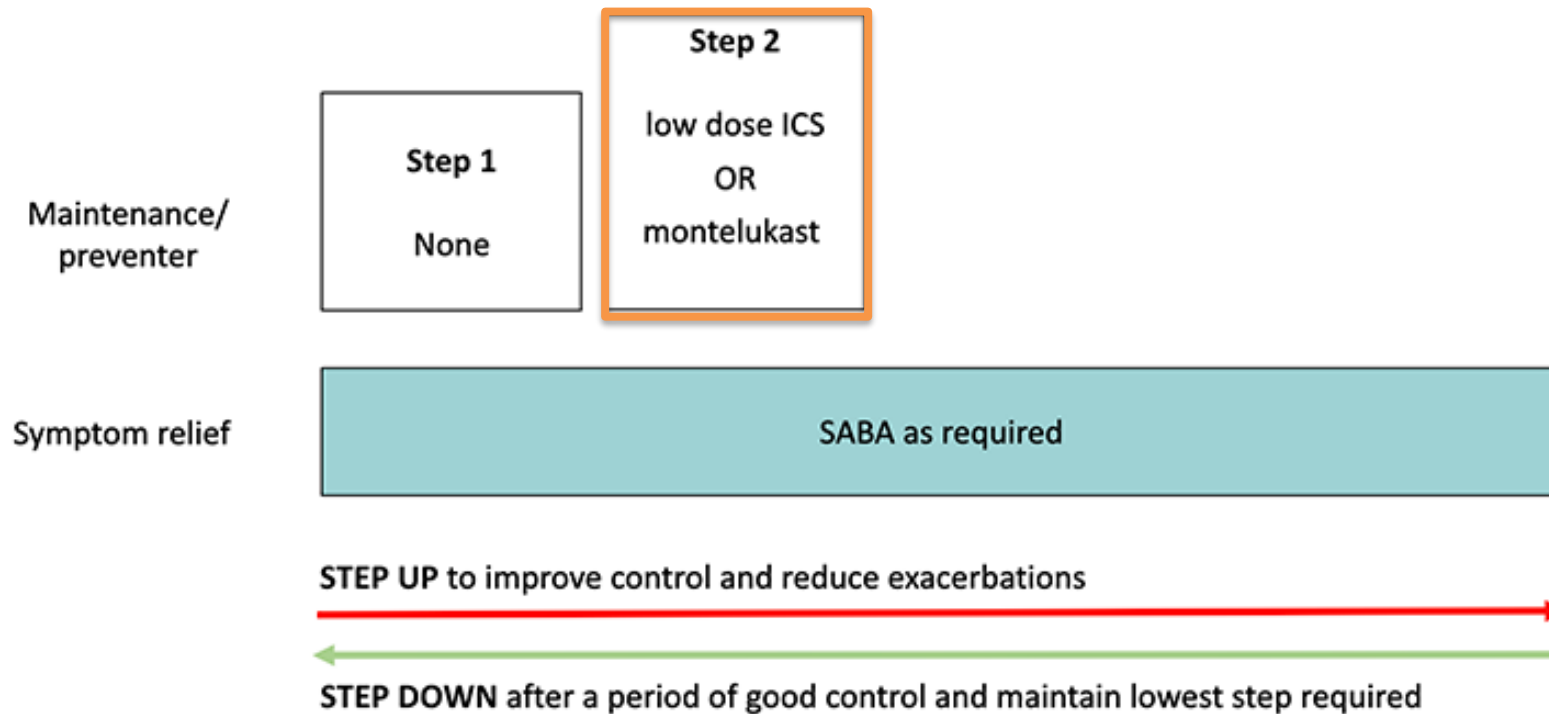 Step 2
low dose ICS
OR
montelukast
Step 1
None
Maintenance/
preventer
Symptom relief
SABA as required
STEP UP to improve control and reduce exacerbations
STEP DOWN after a period of good control and maintain lowest step required